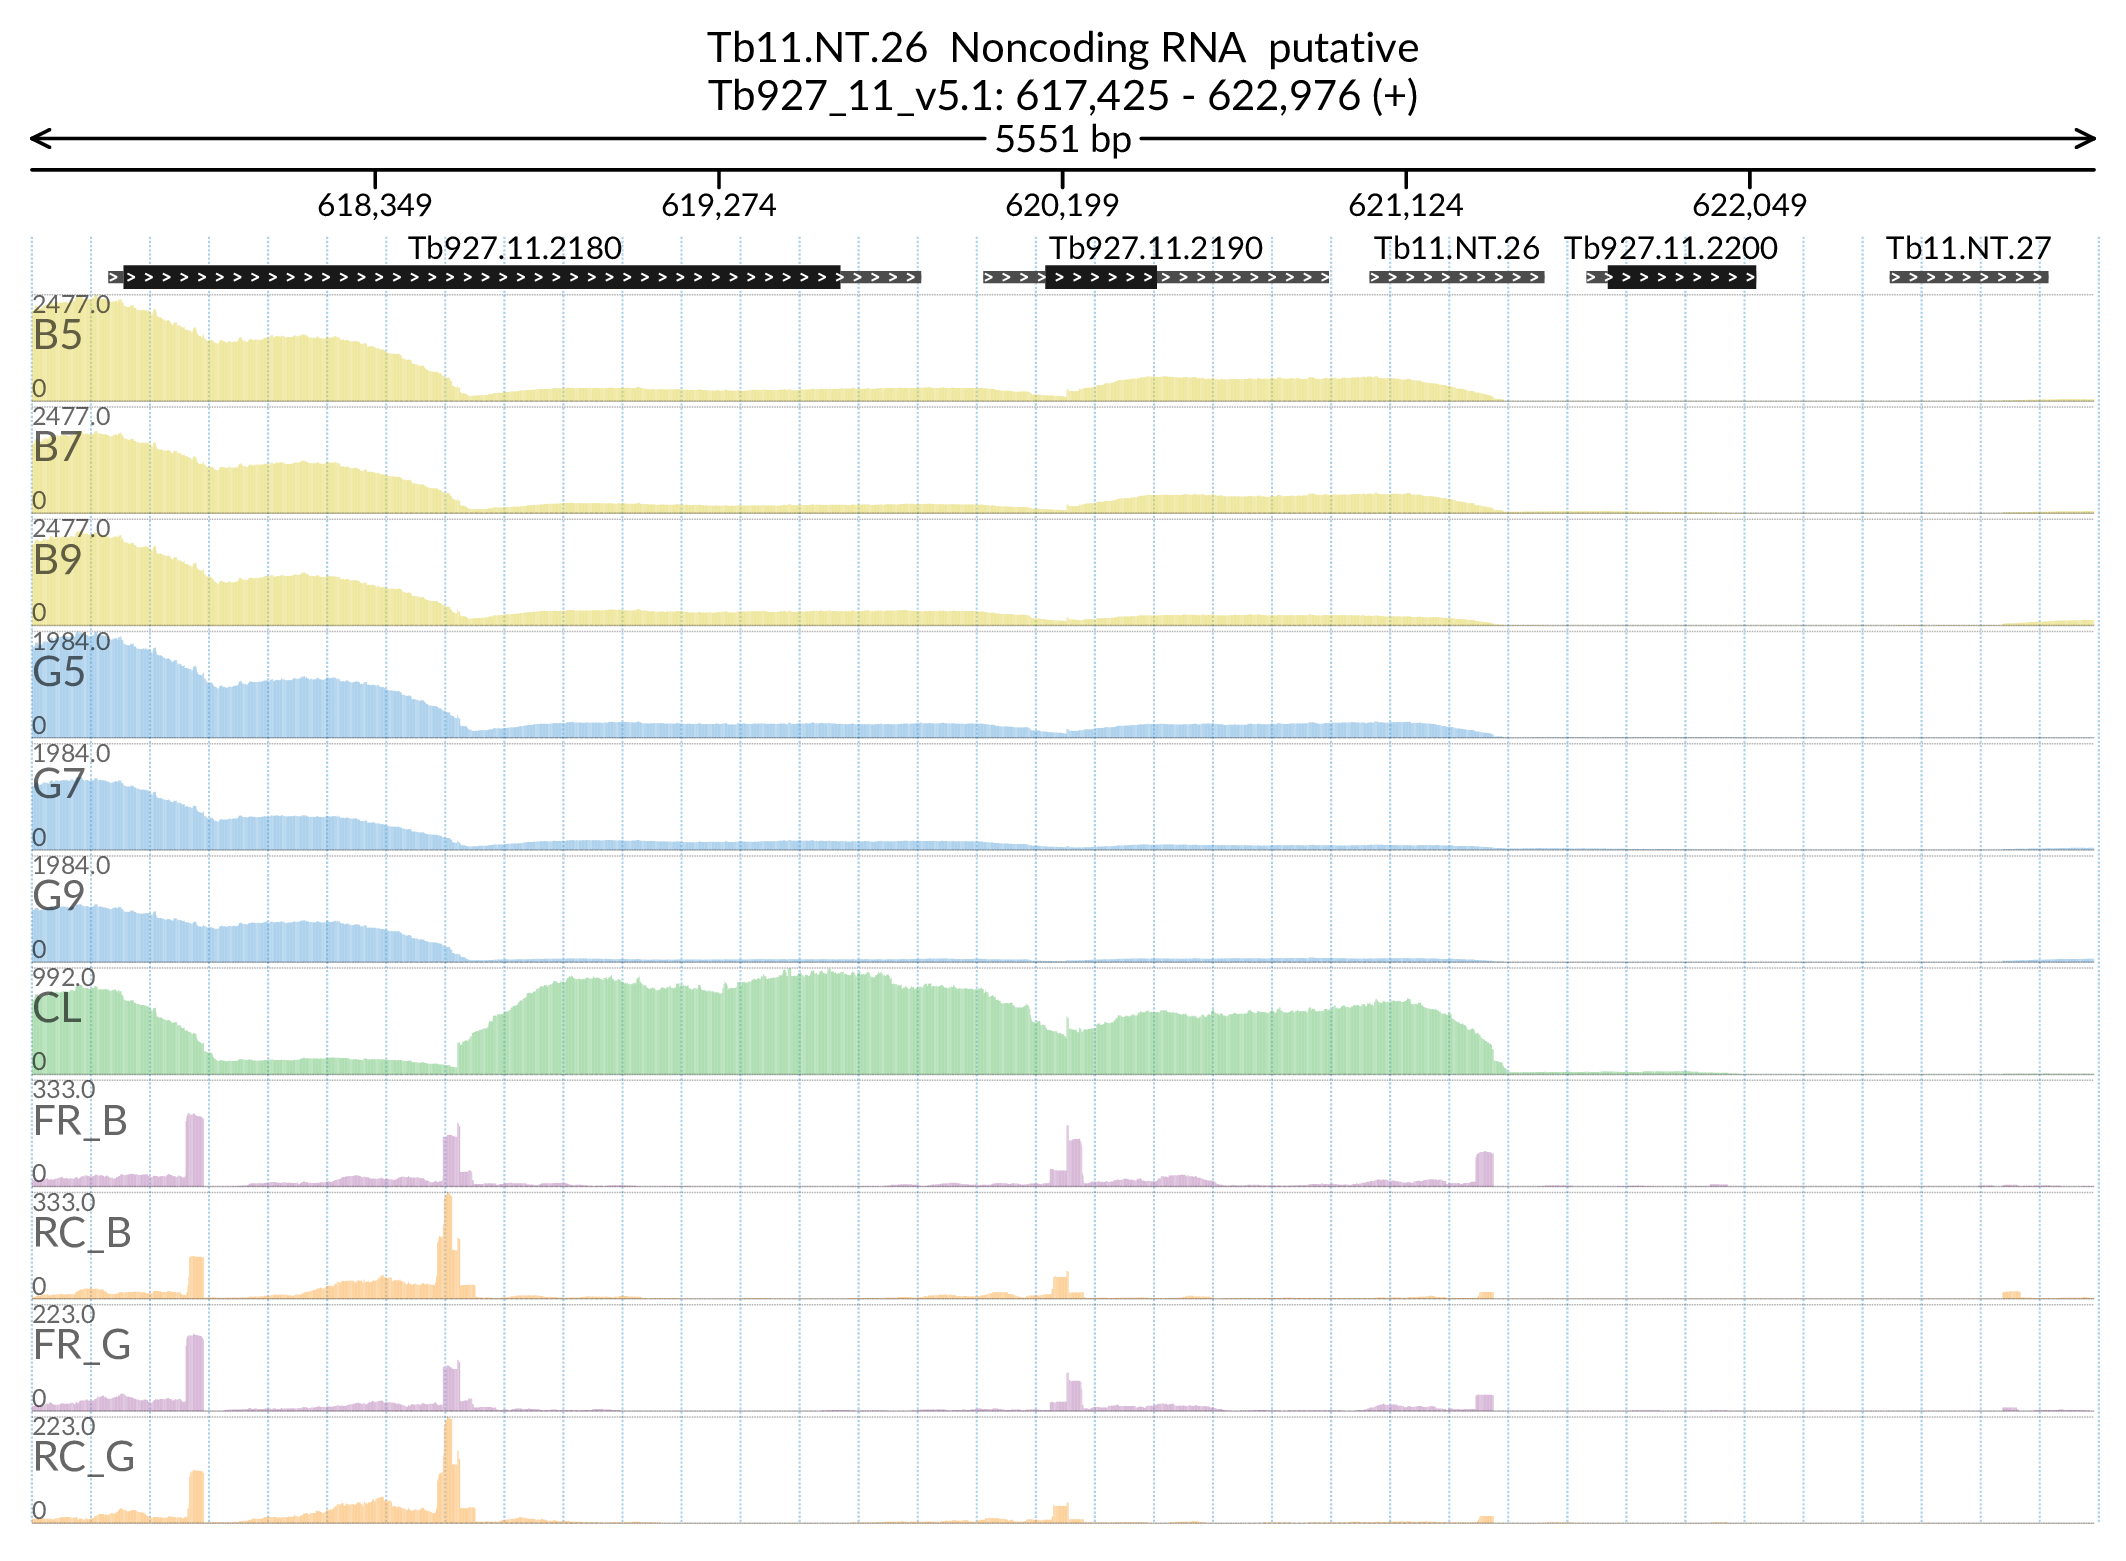 Tb11.NT.26 Noncoding RNA putative
Tb927_11_v5.1: 617,425 - 622,976 (+)
5551 bp
618,349 619,274 620,199 621,124 622,049
Tb927.11.2180 Tb927.11.2190 Tb11.NT.26 Tb927.11.2200 Tb11.NT.27
2477.0
B5
0
2477.0
B7
0
2477.0
B9
0
1984.0
G5
0
1984.0
G7
0
1984.0
G9
0
992.0
CL
0
333.0
FR_B
0
333.0
RC_B
0
223.0
FR_G
0
223.0
RC_G
0